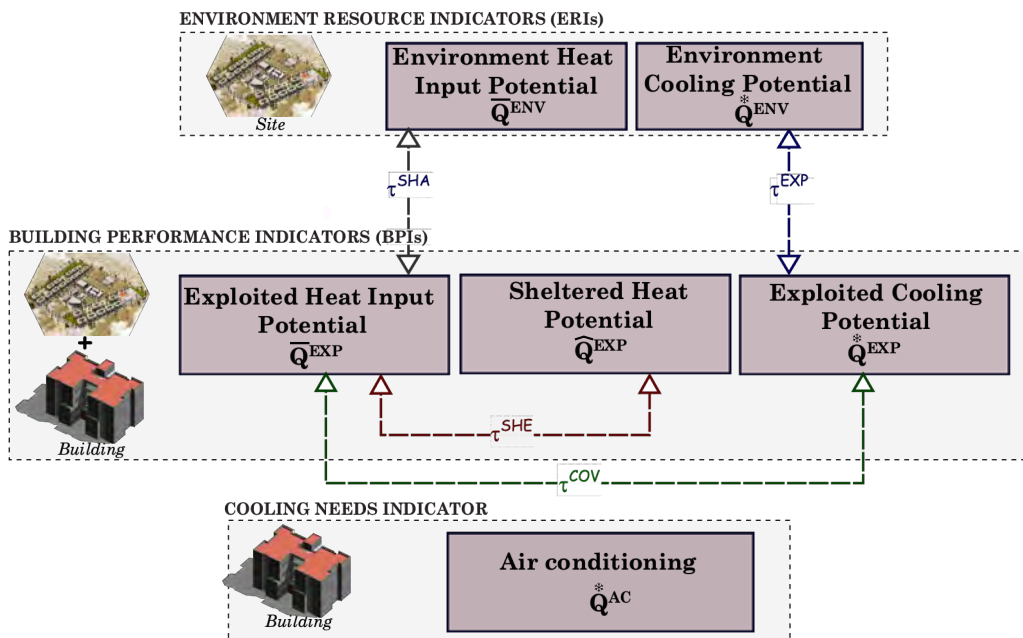 ENVIRONMENT RESOURCE INDICATORS (ERIs)
Environment Heat
Input Potential
Q̅ᴱᴺⱽ
Environment
Cooling Potential
Q̊ᴱᴺⱽ
Site
τˢᴴᴬ
τᴱˣᴾ
BUILDING PERFORMANCE INDICATORS (BPIs)
Exploited Heat Input
Potential
Q̅ᴱˣᴾ
Sheltered Heat
Potential
Q̂ᴱˣᴾ
Exploited Cooling
Potential
Q̊ᴱˣᴾ
+
Building
τˢᴴᴱ
τᶜᴼⱽ
COOLING NEEDS INDICATOR
Air conditioning
Q̊ᴬᶜ
Building